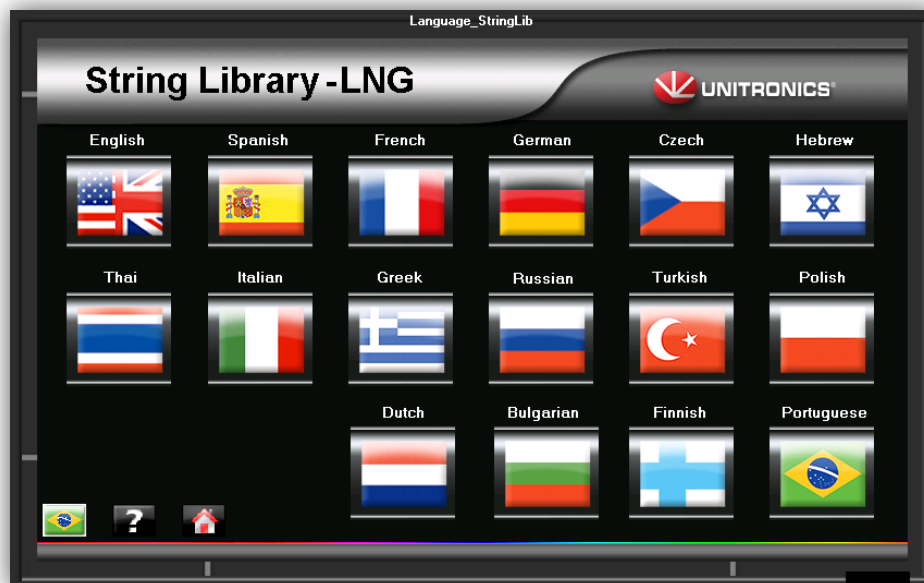 Language_StringLib
String Library -LNG
UNITRONICS®
English Spanish French German Czech Hebrew
Thai Italian Greek Russian Turkish Polish
Dutch Bulgarian Finnish Portuguese
?